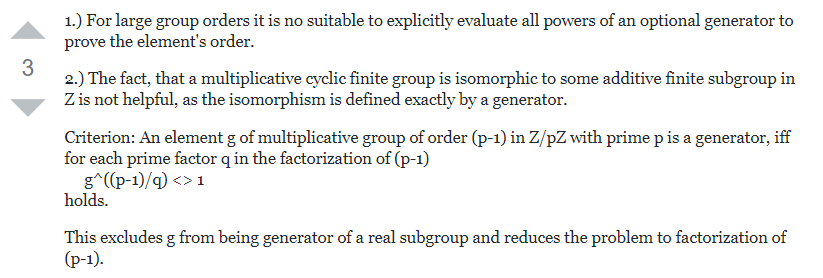 1.) For large group orders it is no suitable to explicitly evaluate all powers of an optional generator to
prove the element's order.
3
2.) The fact, that a multiplicative cyclic finite group is isomorphic to some additive finite subgroup in
Z is not helpful, as the isomorphism is defined exactly by a generator.
Criterion: An element g of multiplicative group of order (p-1) in Z/pZ with prime p is a generator, iff
for each prime factor q in the factorization of (p-1)
g^((p-1)/q) <> 1
holds.
This excludes g from being generator of a real subgroup and reduces the problem to factorization of
(p-1).